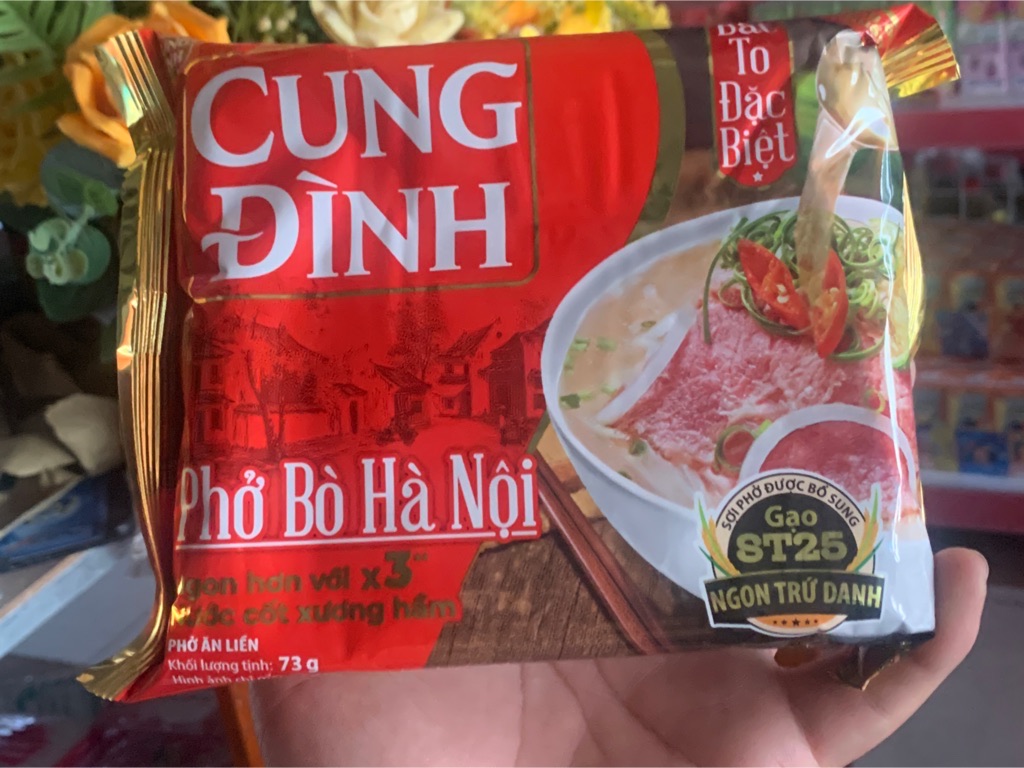 CUNG
ĐÌNH
To
Đặc
Biệt
Phở Bò Hà Nội
ngon hơn với x3
nước cốt xương hầm
PHỞ ĂN LIỀN
Khối lượng tịnh: 73 g
SỢI PHỞ ĐƯỢC BỔ SUNG
Gạo
ST25
NGON TRỨ DANH